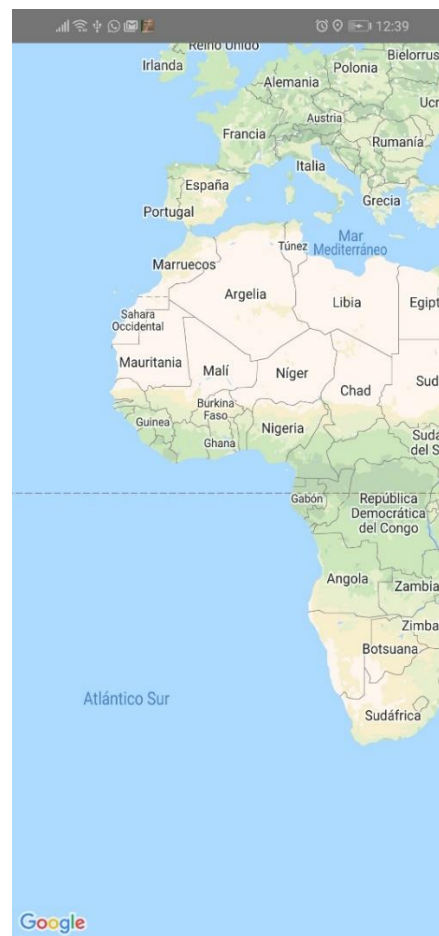 12:39
Reino Unido
Irlanda
Polonia
Bielorrus
Alemania
Ucr
Austria
Francia
Rumanía
Italia
España
Grecia
Portugal
Mar
Mediterráneo
Túnez
Marruecos
Argelia
Libia
Egipt
Sahara
Occidental
Mauritania
Malí
Níger
Chad
Sud
Burkina
Faso
Guinea
Nigeria
Ghana
Sudá
del S
Gabón
República
Democrática
del Congo
Angola
Zambia
Zimba
Botsuana
Atlántico Sur
Sudáfrica
Google